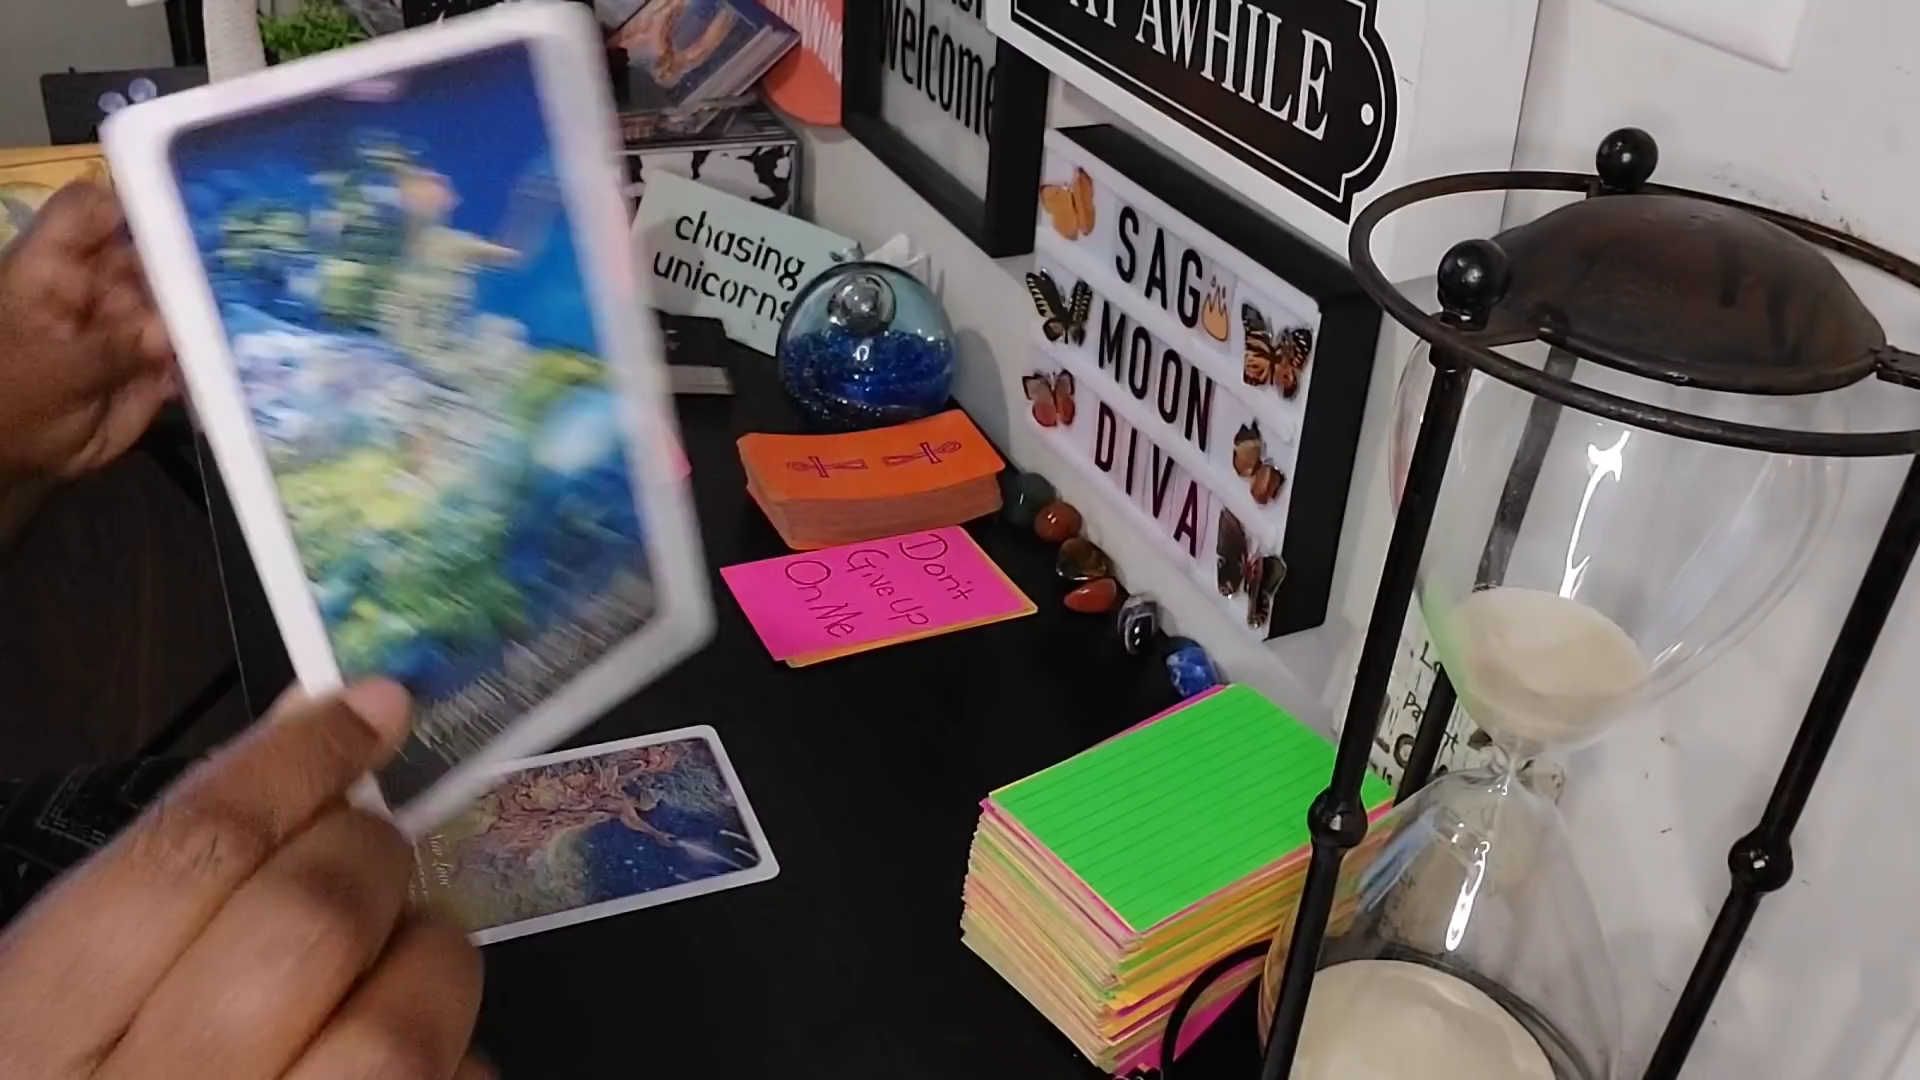 Welcome
AWHILE
chasing
unicorns
SAG
MOON
DIVA
Don't
Give Up
On Me